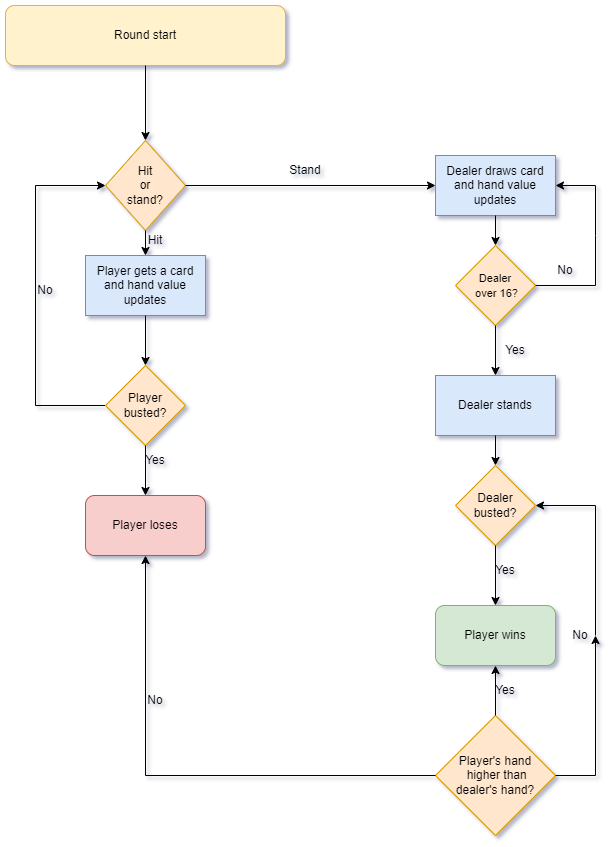 Round start
Hit
or
stand?
Stand
Dealer draws card
and hand value
updates
Hit
No
Player gets a card
and hand value
updates
Dealer
over 16?
No
Yes
Player
busted?
Dealer stands
Yes
Dealer
busted?
Player loses
Yes
Player wins
No
Yes
No
Player's hand
higher than
dealer's hand?